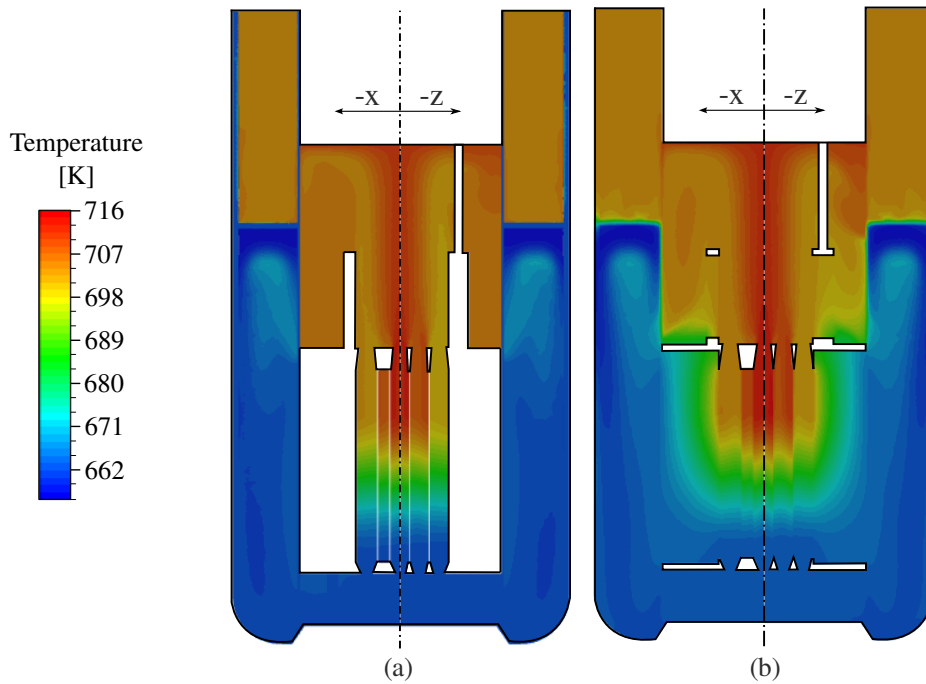 -x -z
-x -z
Temperature
[K]
716
707
698
689
680
671
662
(a)
(b)